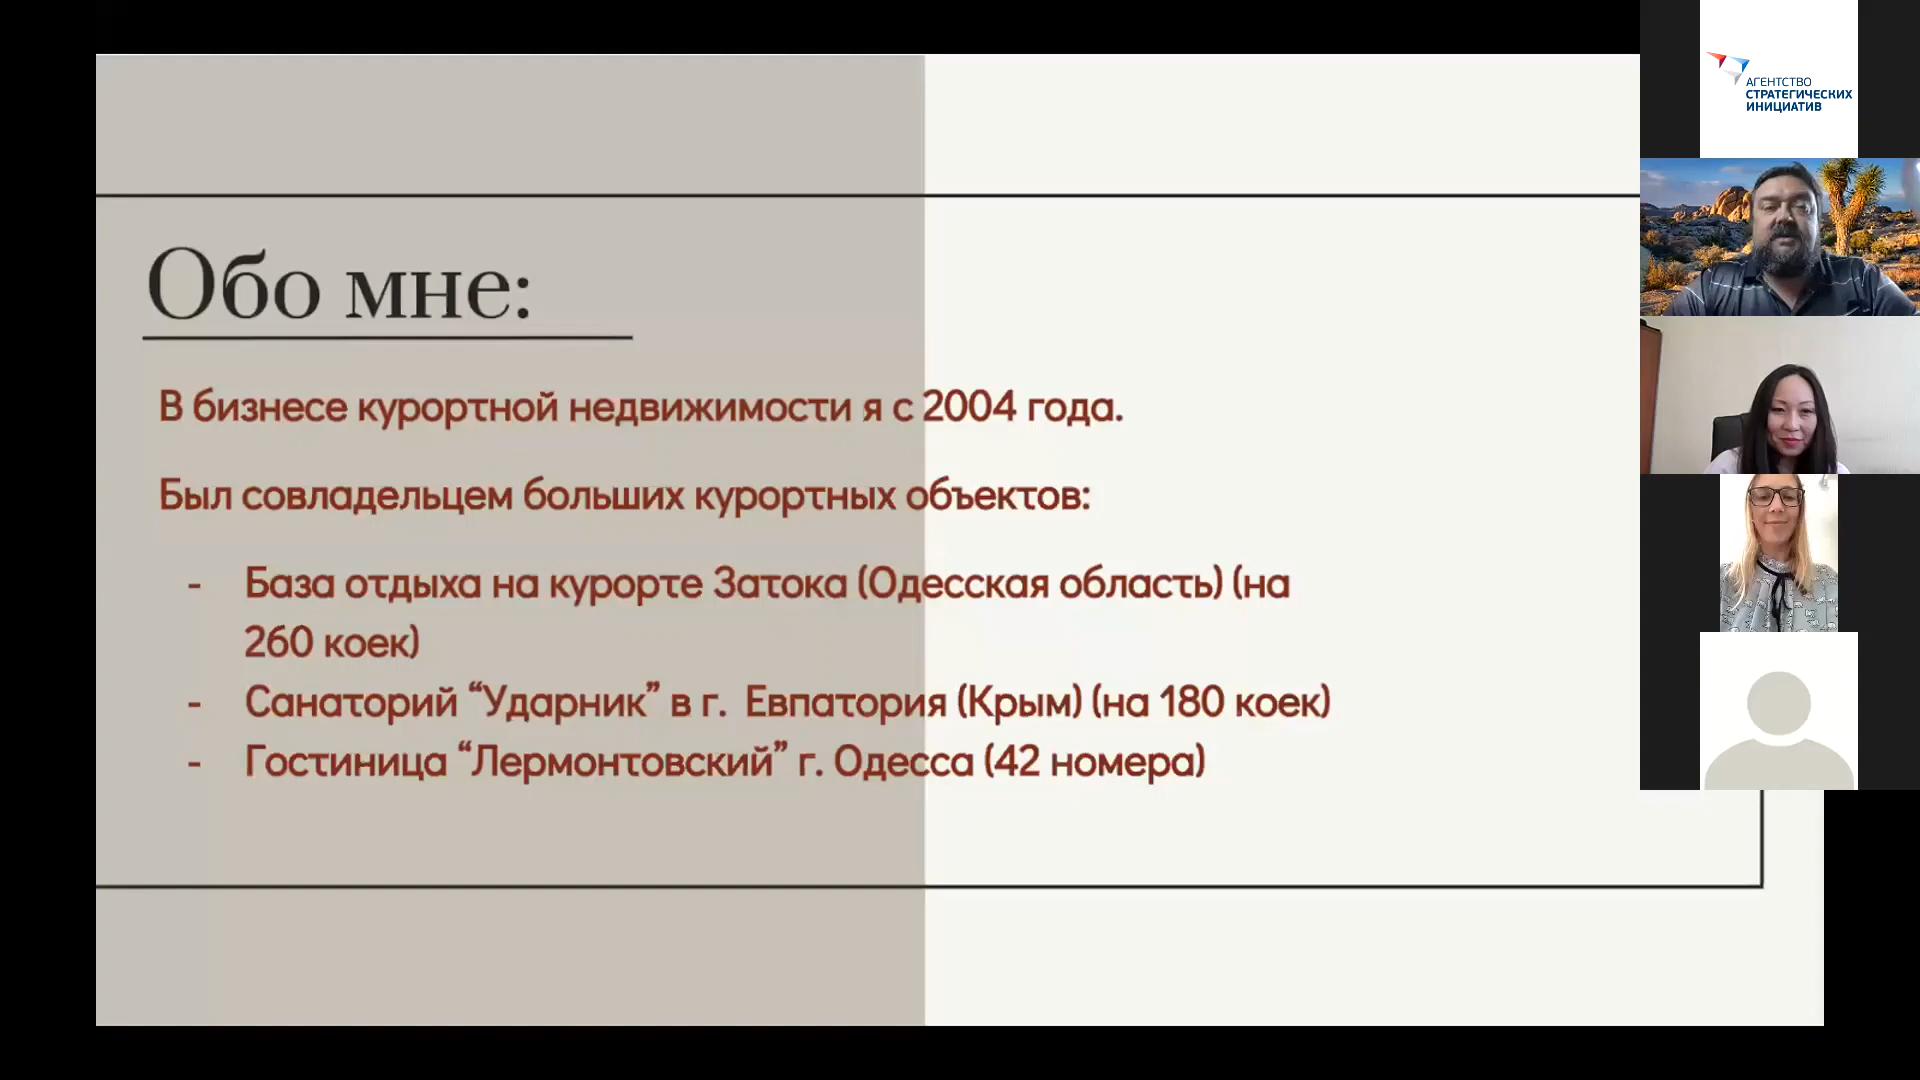 Обо мне:
В бизнесе курортной недвижимости я с 2004 года.
Был совладельцем больших курортных объектов:
- База отдыха на курорте Затока (Одесская область) (на
260 коек)
- Санаторий “Ударник” в г. Евпатория (Крым) (на 180 коек)
- Гостиница “Лермонтовский” г. Одесса (42 номера)
АГЕНТСТВО
СТРАТЕГИЧЕСКИХ
ИНИЦИАТИВ